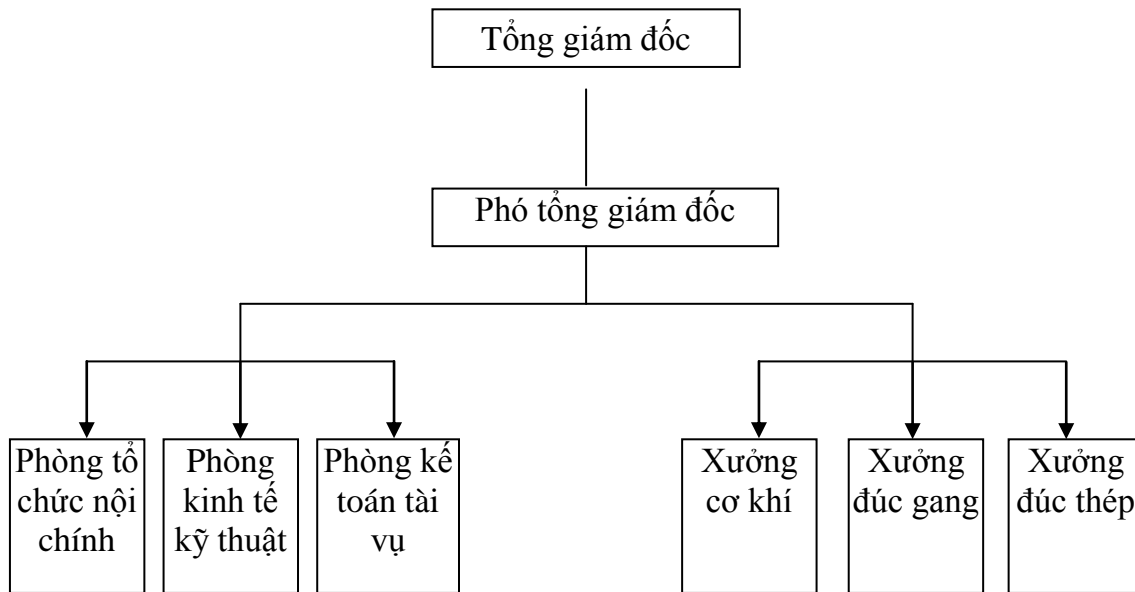 Tổng giám đốc
Phó tổng giám đốc
Phòng tổ
chức nội
chính
Phòng
kinh tế
kỹ thuật
Phòng kế
toán tài
vụ
Xưởng
cơ khí
Xưởng
đúc gang
Xưởng
đúc thép